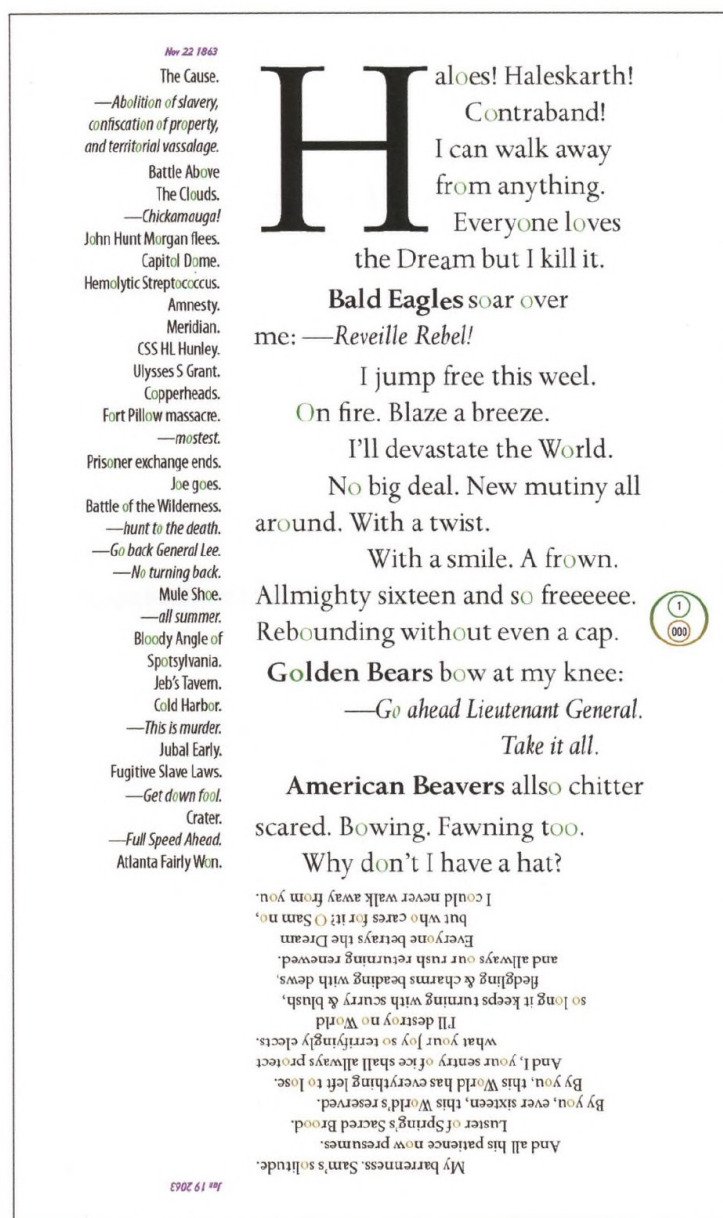 Nov 22 1863
The Cause.
—Abolition of slavery,
confiscation of property,
and territorial vassalage.
Battle Above
The Clouds.
—Chickamauga!
John Hunt Morgan flees.
Capitol Dome.
Hemolytic Streptococcus.
Amnesty.
Meridian.
CSS HL Hunley.
Ulysses S Grant.
Copperheads.
Fort Pillow massacre.
—mostest.
Prisoner exchange ends.
Joe goes.
Battle of the Wilderness.
—hunt to the death.
—Go back General Lee.
—No turning back.
Mule Shoe.
—all summer.
Bloody Angle of
Spotsylvania.
Jeb's Tavern.
Cold Harbor.
—This is murder.
Jubal Early.
Fugitive Slave Laws.
—Get down fool.
Crater.
—Full Speed Ahead.
Atlanta Fairly Won.
Haloes! Haleskarth!
Contraband!
I can walk away
from anything.
Everyone loves
the Dream but I kill it.
Bald Eagles soar over
me: —Reveille Rebel!
I jump free this weel.
On fire. Blaze a breeze.
I'll devastate the World.
No big deal. New mutiny all
around. With a twist.
With a smile. A frown.
Allmighty sixteen and so freeeeee.
Rebounding without even a cap.
Golden Bears bow at my knee:
—Go ahead Lieutenant General.
Take it all.
American Beavers allso chitter
scared. Bowing. Fawning too.
Why don't I have a hat?
1
000
My barrenness. Sam's solitude.
And all his patience now presumes.
Luster of Spring's Sacred Brood.
By you, ever sixteen, this World's reserved.
By you, this World has everything left to lose.
And I, your sentry of ice shall allways protect
what your Joy so terrifyingly elects.
I'll destroy no World
so long it keeps turning with scurry & blush,
fledgling & charms beading with dews,
and allways our rush returning renewed.
Everyone betrays the Dream
but who cares for it? O Sam no,
I could never walk away from you.
Jan 19 2063